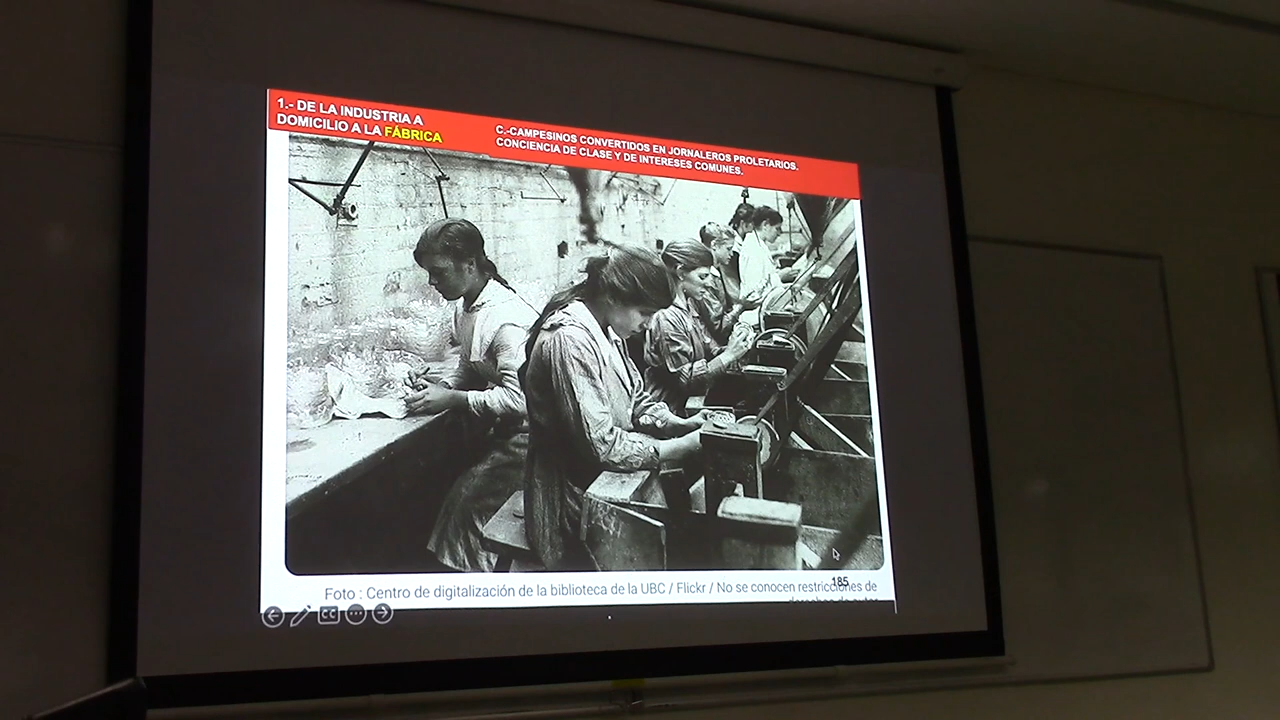 1.- DE LA INDUSTRIA A
DOMICILIO A LA FÁBRICA
C.-CAMPESINOS CONVERTIDOS EN JORNALEROS PROLETARIOS.
CONCIENCIA DE CLASE Y DE INTERESES COMUNES.
Foto : Centro de digitalización de la biblioteca de la UBC / Flickr / No se conocen restricciones de
185
CC